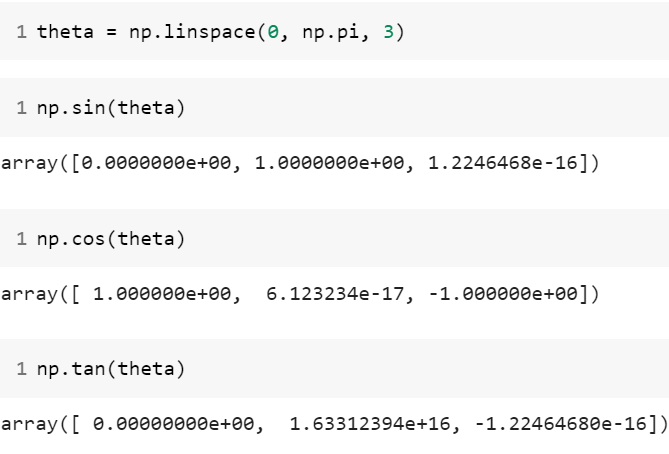 1 theta = np.linspace(0, np.pi, 3)
1 np.sin(theta)
array([0.0000000e+00, 1.0000000e+00, 1.2246468e-16])
1 np.cos(theta)
array([ 1.000000e+00,  6.123234e-17, -1.000000e+00])
1 np.tan(theta)
array([ 0.00000000e+00,  1.63312394e+16, -1.22464680e-16])